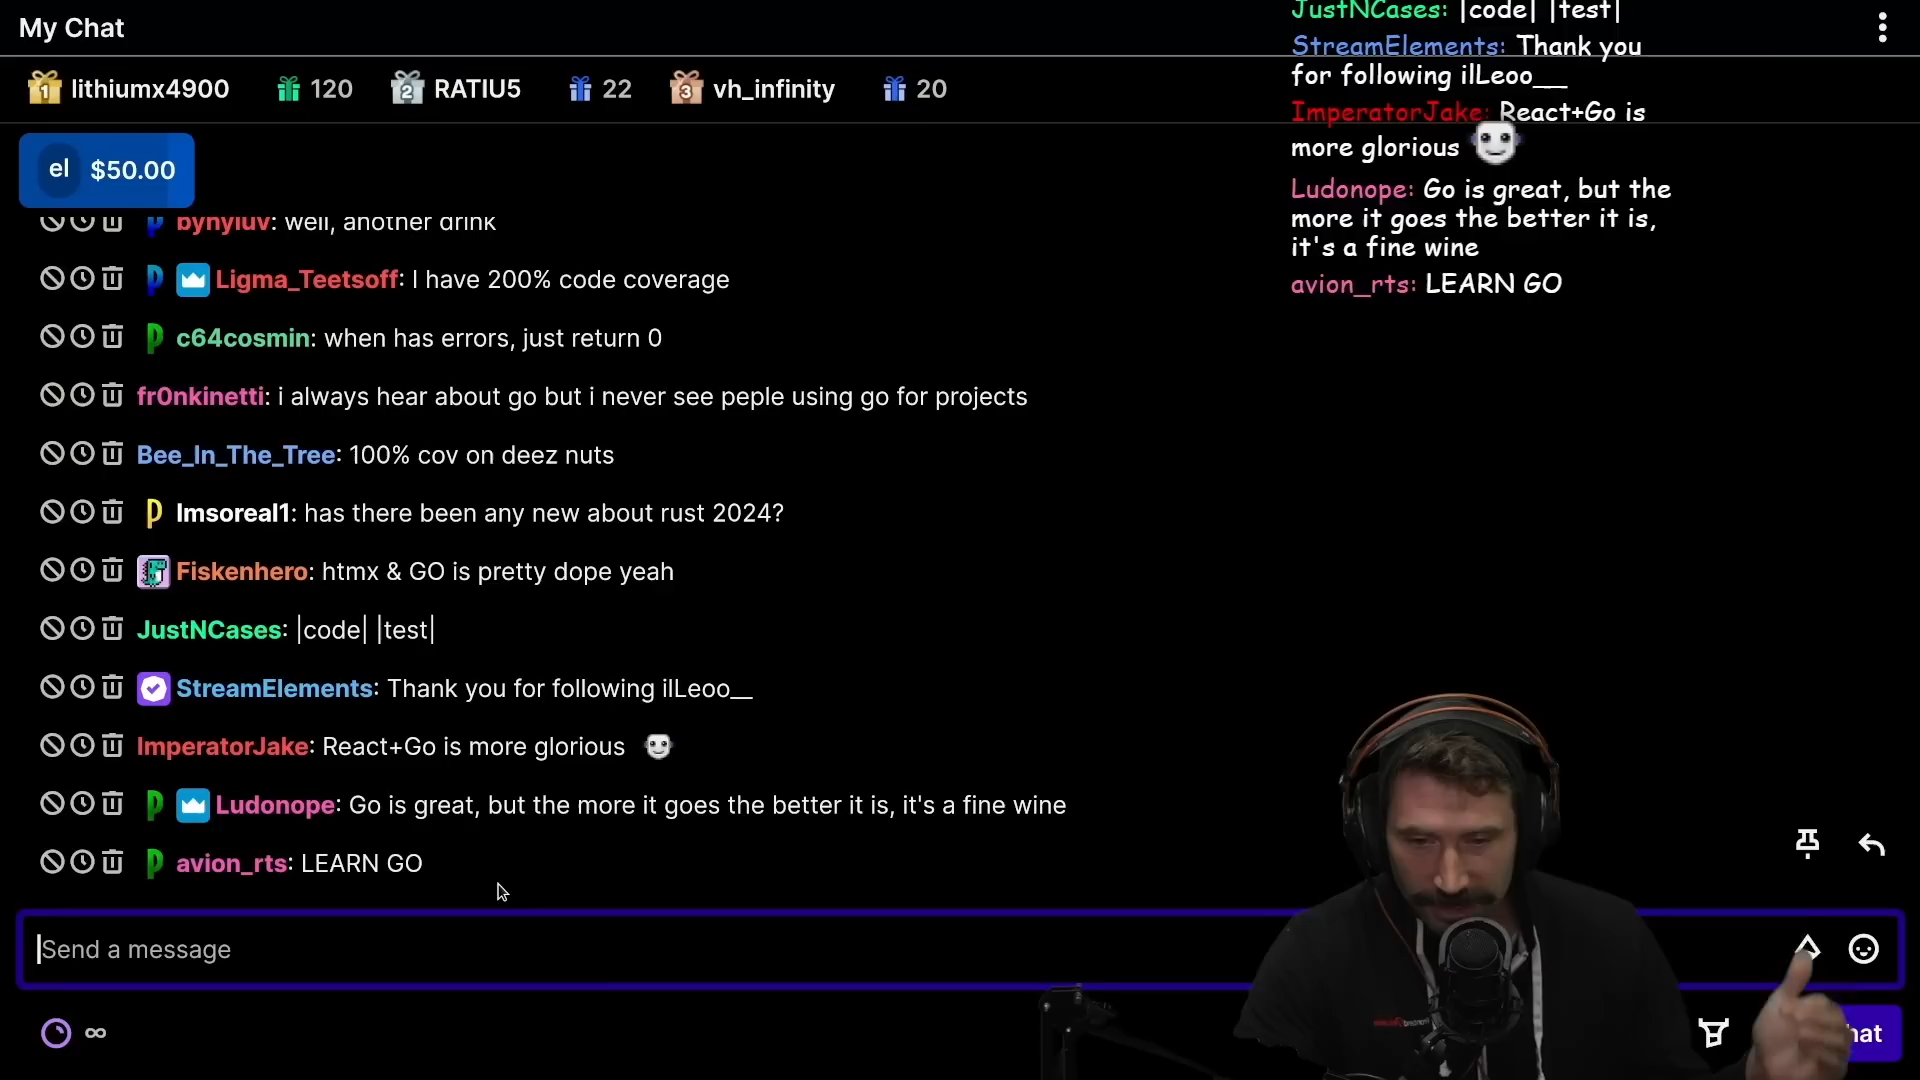 My Chat
lithiumx4900 120 RATIU5 22 vh_infinity 20
1 2 3
el $50.00
bynyluv: well, another drink
Ligma_Teetsoff: I have 200% code coverage
c64cosmin: when has errors, just return 0
fr0nkinetti: i always hear about go but i never see peple using go for projects
Bee_In_The_Tree: 100% cov on deez nuts
Imsoreal1: has there been any new about rust 2024?
Fiskenhero: htmx & GO is pretty dope yeah
JustNCases: |code| |test|
StreamElements: Thank you for following ilLeoo__
ImperatorJake: React+Go is more glorious
Ludonope: Go is great, but the more it goes the better it is, it's a fine wine
avion_rts: LEARN GO
Send a message
JustNCases: |code| |test|
StreamElements: Thank you
for following ilLeoo__
ImperatorJake: React+Go is
more glorious
Ludonope: Go is great, but the
more it goes the better it is,
it's a fine wine
avion_rts: LEARN GO